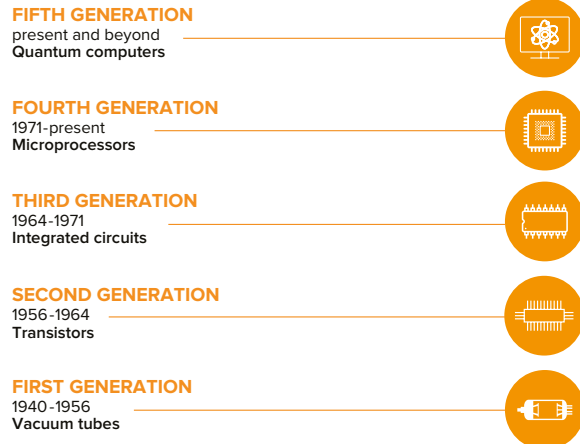 FIFTH GENERATION
present and beyond
Quantum computers
FOURTH GENERATION
1971-present
Microprocessors
THIRD GENERATION
1964-1971
Integrated circuits
SECOND GENERATION
1956-1964
Transistors
FIRST GENERATION
1940-1956
Vacuum tubes